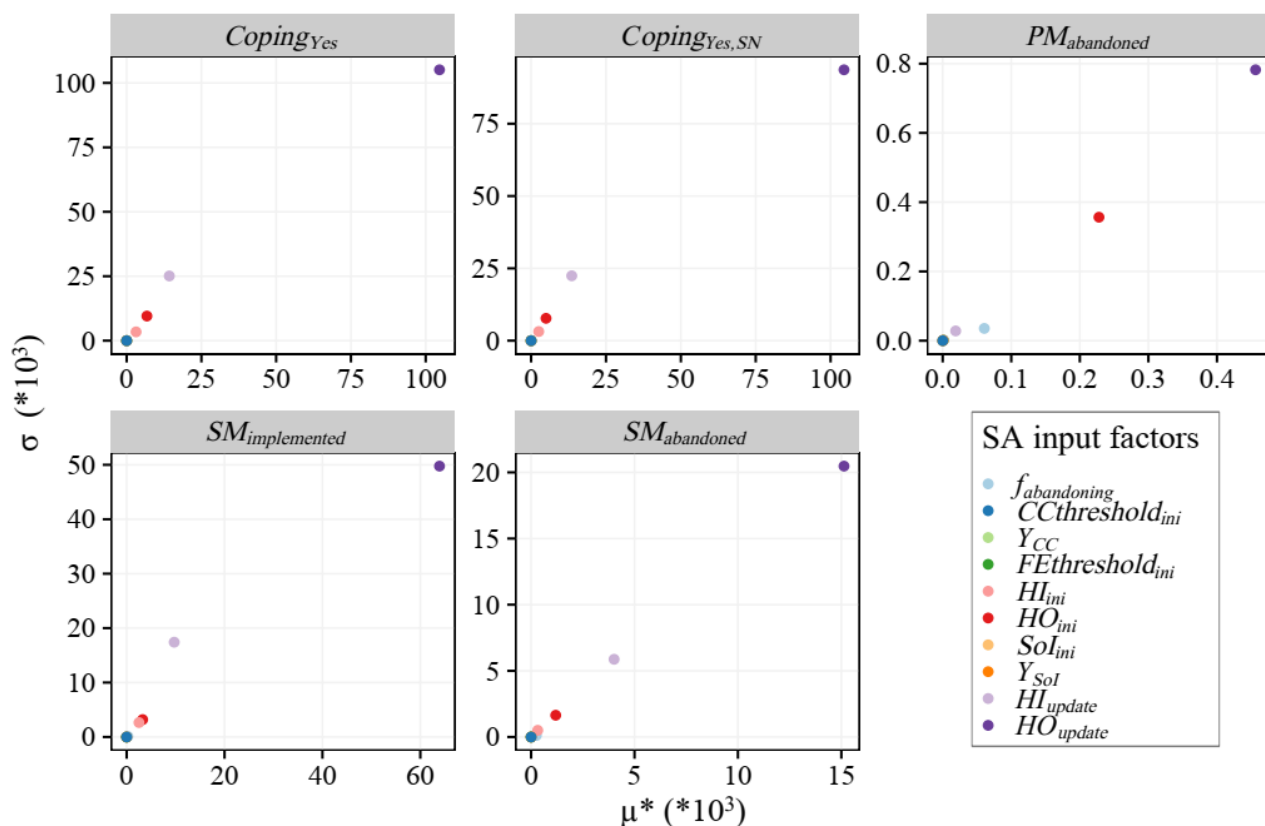 Coping_Yes Coping_Yes,SN PM_abandoned
100
75
50
25
0
0 25 50 75 100
75
50
25
0
0 25 50 75 100
0.8
0.6
0.4
0.2
0.0
0.0 0.1 0.2 0.3 0.4
σ (*10^3)
SM_implemented SM_abandoned
50
40
30
20
10
0
0 20 40 60
20
15
10
5
0
0 5 10 15
μ* (*10^3)
SA input factors
f_abandoning
CCthreshold_ini
Y_CC
FEthreshold_ini
HI_ini
HO_ini
SoI_ini
Y_SoI
HI_update
HO_update